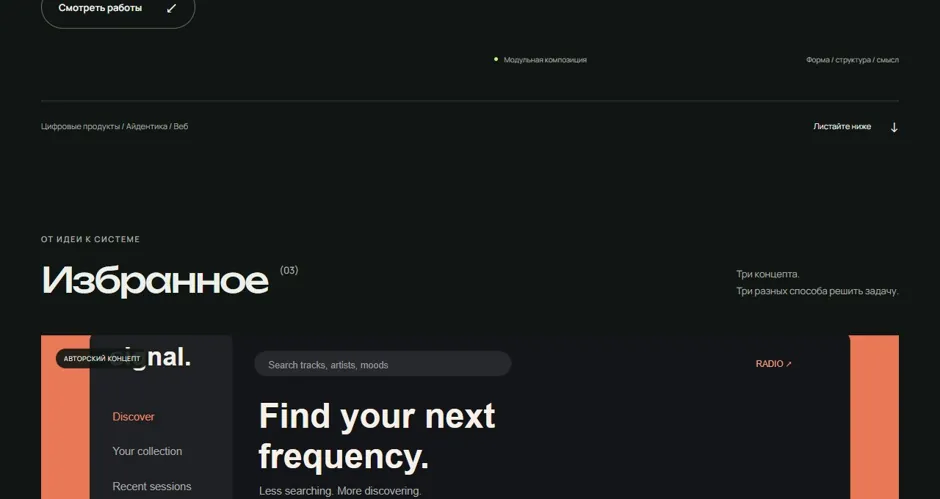 Смотреть работы ↙
Модульная композиция
Форма / структура / смысл
Цифровые продукты / Айдентика / Веб
Листайте ниже ↓
ОТ ИДЕИ К СИСТЕМЕ
Избранное (03)
Три концепта.
Три разных способа решить задачу.
АВТОРСКИЙ КОНЦЕПТ
signal.
Search tracks, artists, moods
RADIO ↗
Discover
Your collection
Recent sessions
Find your next
frequency.
Less searching. More discovering.